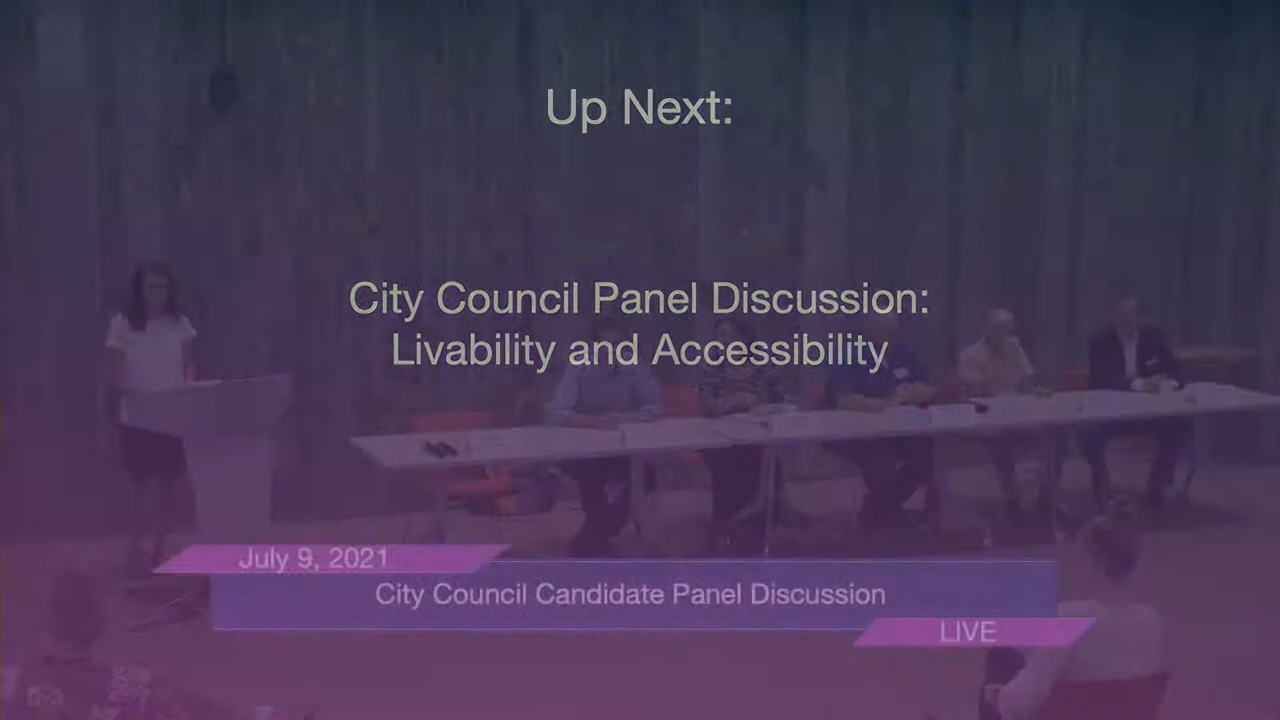 Up Next:
City Council Panel Discussion:
Livability and Accessibility
July 9, 2021
City Council Candidate Panel Discussion
LIVE